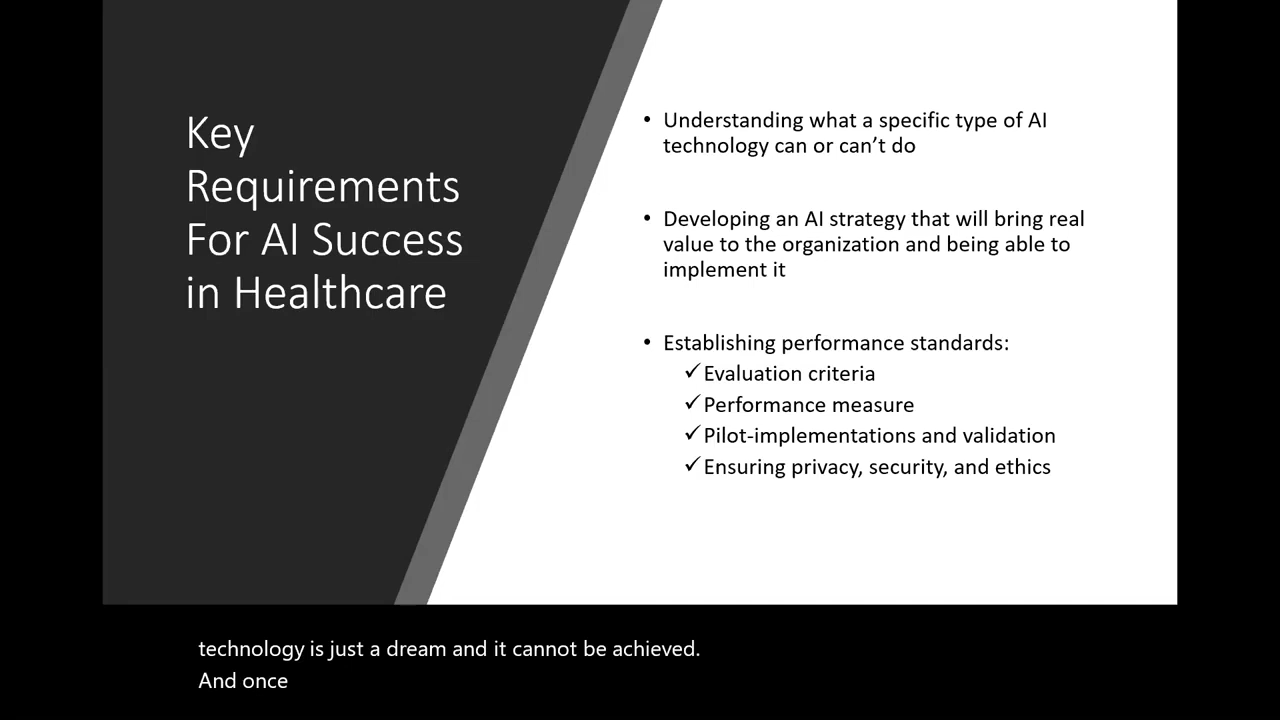 Key
Requirements
For AI Success
in Healthcare
• Understanding what a specific type of AI
technology can or can’t do
• Developing an AI strategy that will bring real
value to the organization and being able to
implement it
• Establishing performance standards:
✓Evaluation criteria
✓Performance measure
✓Pilot-implementations and validation
✓Ensuring privacy, security, and ethics
technology is just a dream and it cannot be achieved.
And once